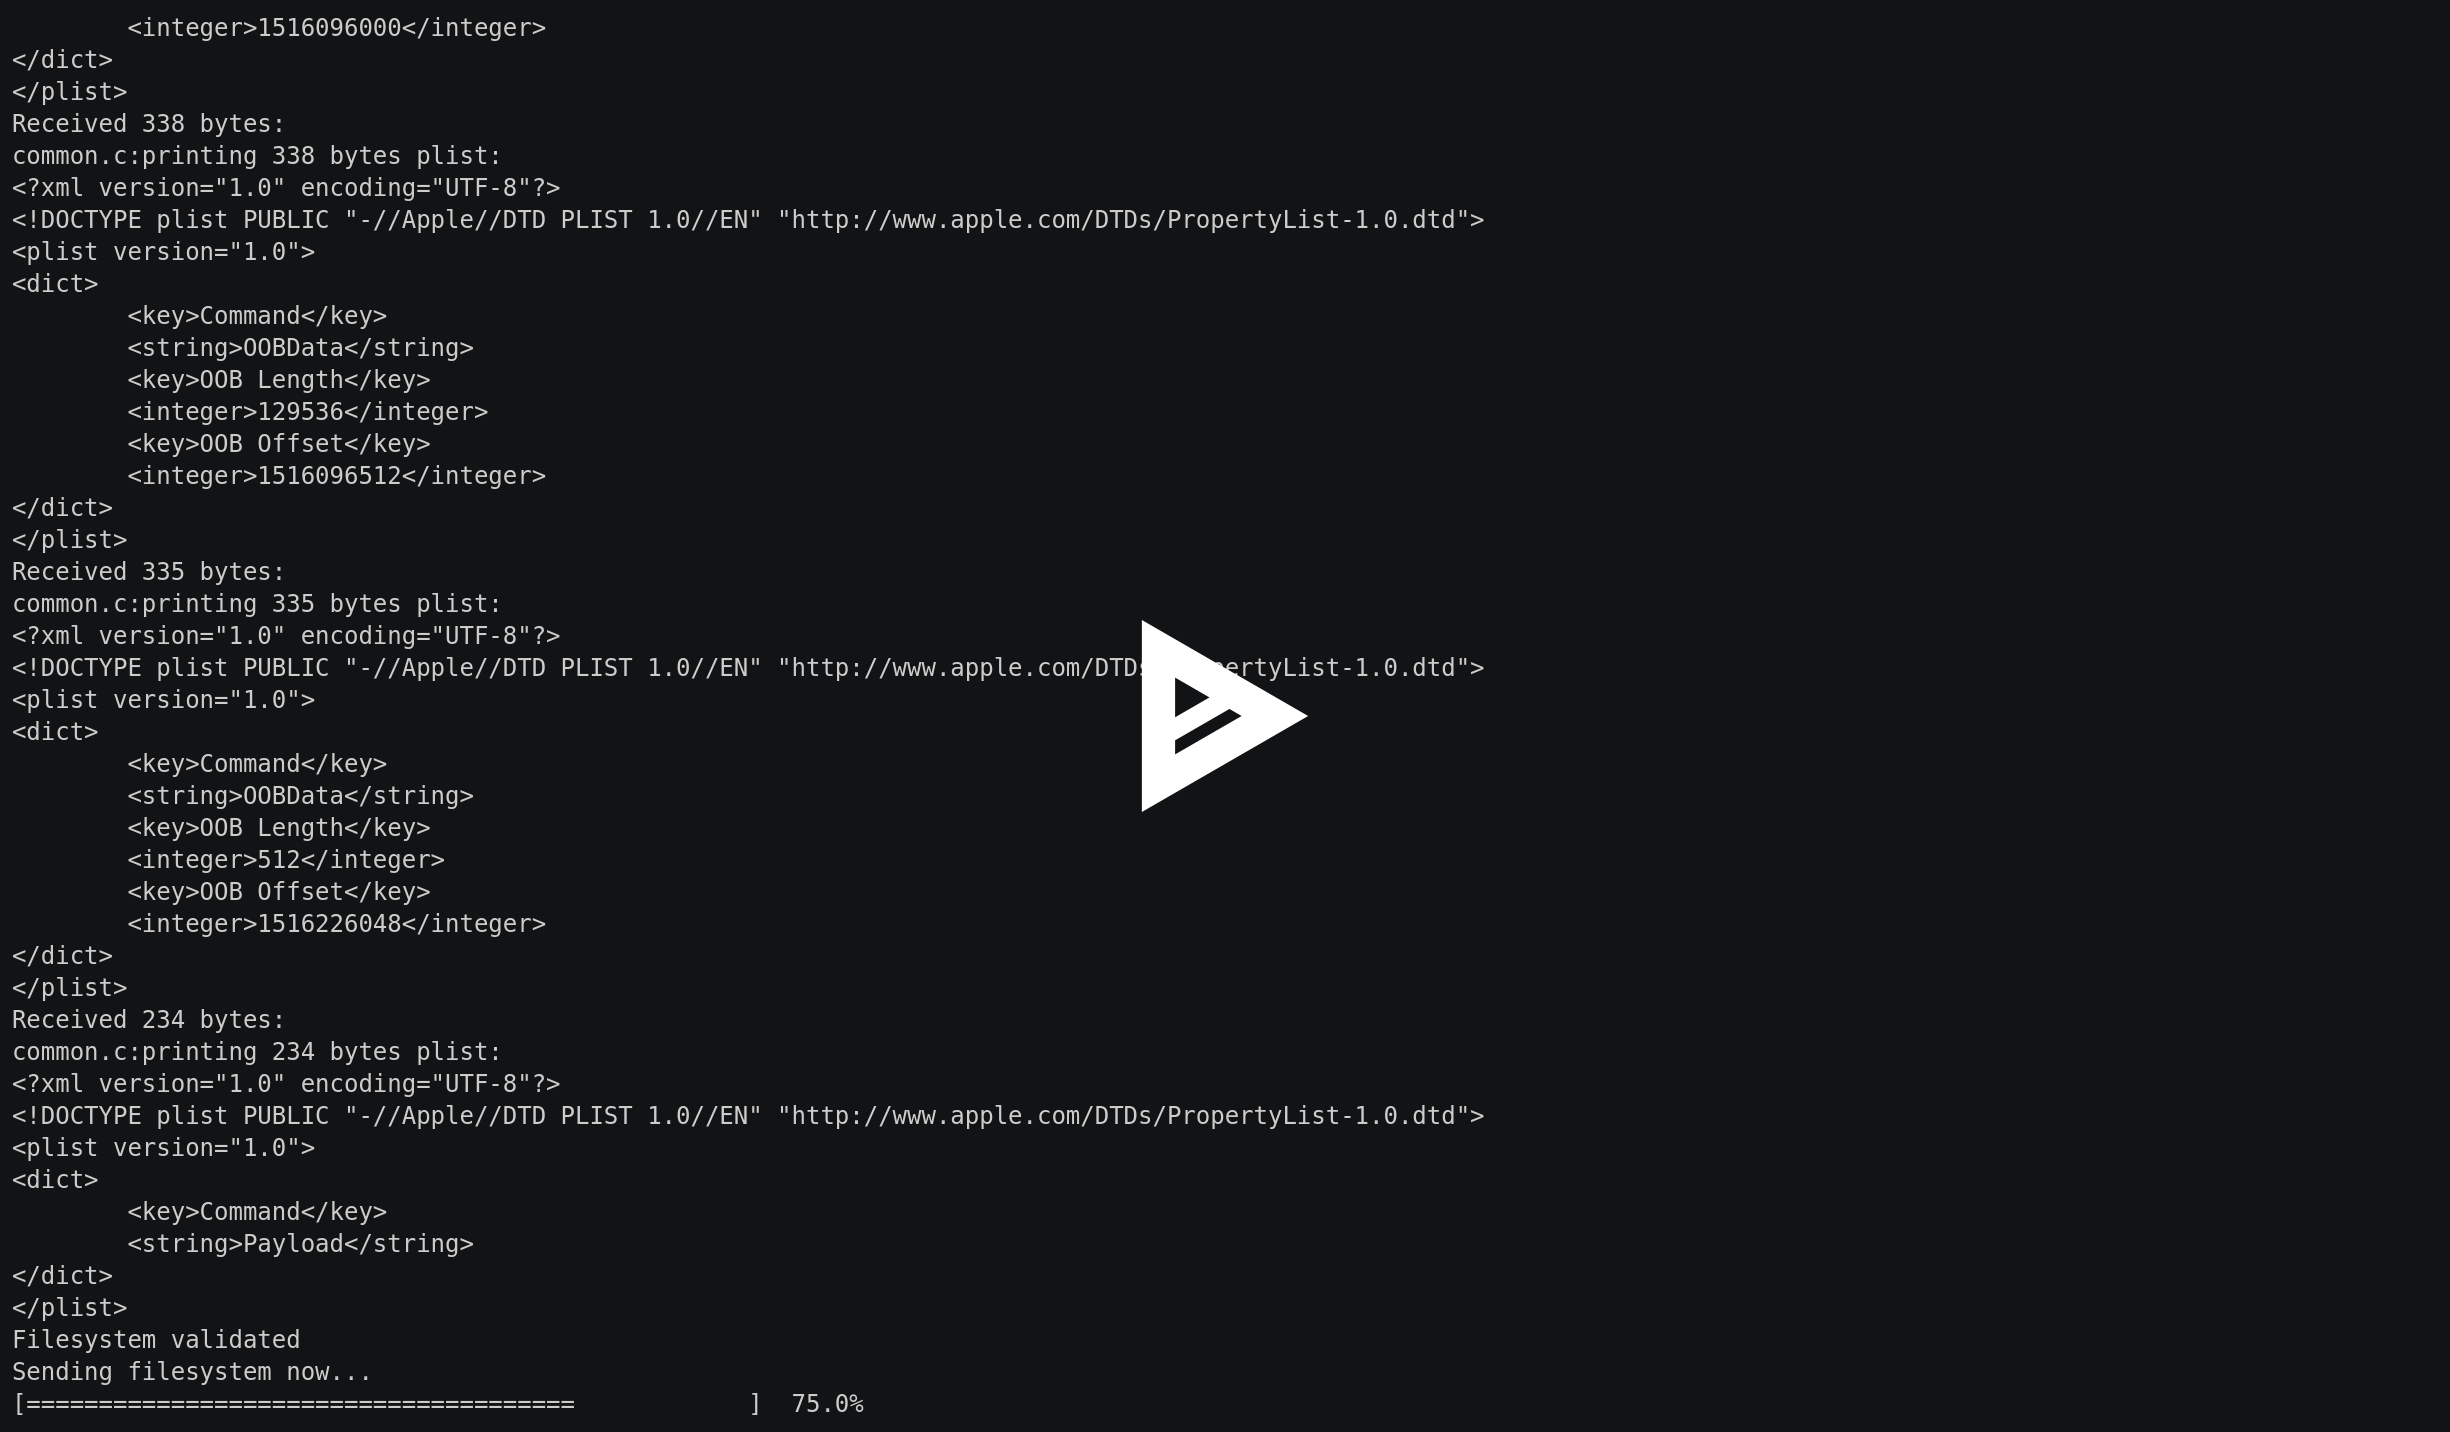 <integer>1516096000</integer>
</dict>
</plist>
Received 338 bytes:
common.c:printing 338 bytes plist:
<?xml version="1.0" encoding="UTF-8"?>
<!DOCTYPE plist PUBLIC "-//Apple//DTD PLIST 1.0//EN" "http://www.apple.com/DTDs/PropertyList-1.0.dtd">
<plist version="1.0">
<dict>
        <key>Command</key>
        <string>OOBData</string>
        <key>OOB Length</key>
        <integer>129536</integer>
        <key>OOB Offset</key>
        <integer>1516096512</integer>
</dict>
</plist>
Received 335 bytes:
common.c:printing 335 bytes plist:
<?xml version="1.0" encoding="UTF-8"?>
<!DOCTYPE plist PUBLIC "-//Apple//DTD PLIST 1.0//EN" "http://www.apple.com/DTDs ertyList-1.0.dtd">
<plist version="1.0">
<dict>
        <key>Command</key>
        <string>OOBData</string>
        <key>OOB Length</key>
        <integer>512</integer>
        <key>OOB Offset</key>
        <integer>1516226048</integer>
</dict>
</plist>
Received 234 bytes:
common.c:printing 234 bytes plist:
<?xml version="1.0" encoding="UTF-8"?>
<!DOCTYPE plist PUBLIC "-//Apple//DTD PLIST 1.0//EN" "http://www.apple.com/DTDs/PropertyList-1.0.dtd">
<plist version="1.0">
<dict>
        <key>Command</key>
        <string>Payload</string>
</dict>
</plist>
Filesystem validated
Sending filesystem now...
[======================================            ]  75.0%